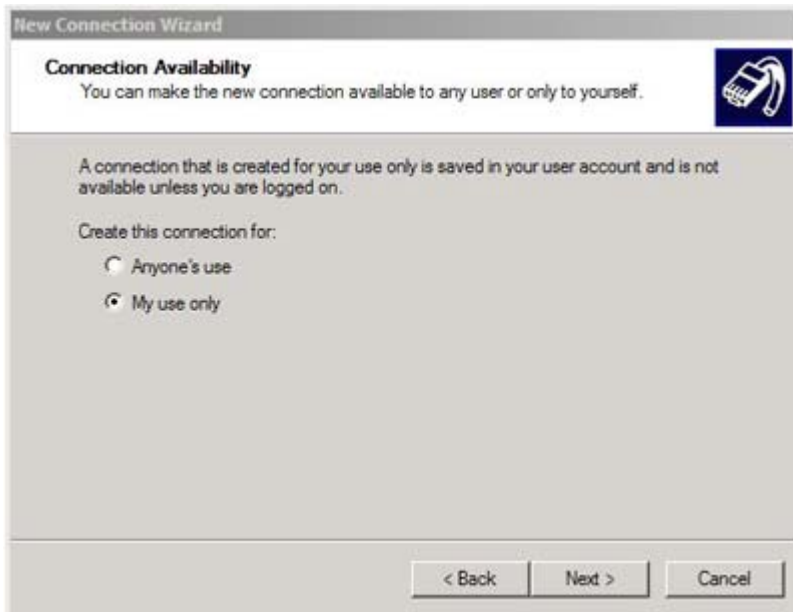 New Connection Wizard
Connection Availability
You can make the new connection available to any user or only to yourself.
A connection that is created for your use only is saved in your user account and is not
available unless you are logged on.
Create this connection for:
Anyone's use
My use only
< Back
Next >
Cancel